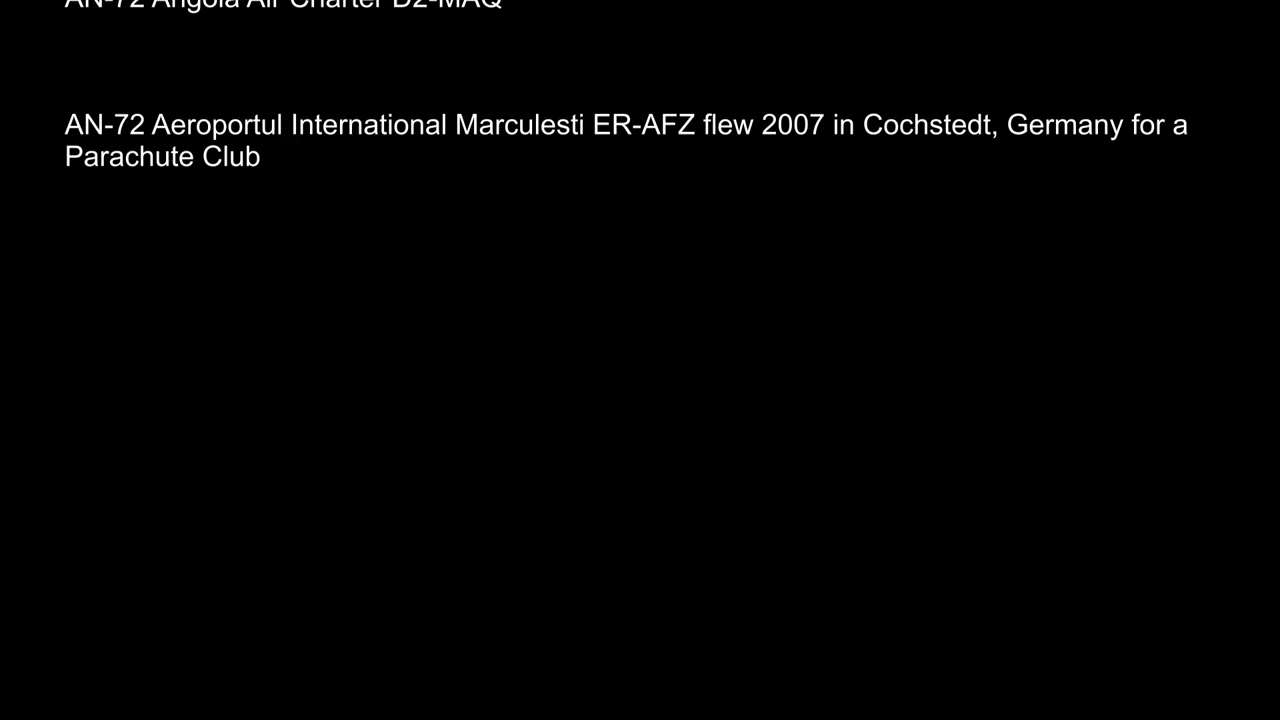 AN-72 Angola Air Charter D2-MAQ
AN-72 Aeroportul International Marculesti ER-AFZ flew 2007 in Cochstedt, Germany for a
Parachute Club